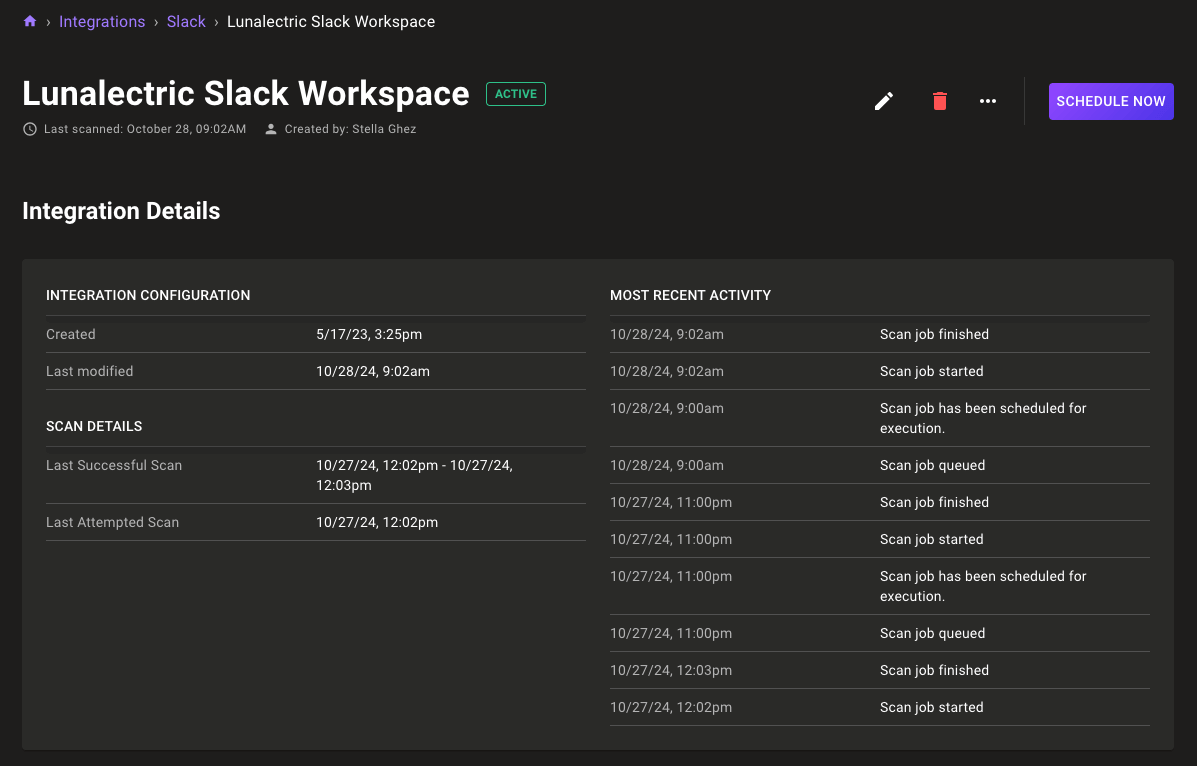 › Integrations › Slack › Lunalectric Slack Workspace
Lunalectric Slack Workspace ACTIVE
SCHEDULE NOW
Last scanned: October 28, 09:02AM Created by: Stella Ghez
Integration Details
INTEGRATION CONFIGURATION
Created 5/17/23, 3:25pm
Last modified 10/28/24, 9:02am
SCAN DETAILS
Last Successful Scan 10/27/24, 12:02pm - 10/27/24,
12:03pm
Last Attempted Scan 10/27/24, 12:02pm
MOST RECENT ACTIVITY
10/28/24, 9:02am Scan job finished
10/28/24, 9:02am Scan job started
10/28/24, 9:00am Scan job has been scheduled for
execution.
10/28/24, 9:00am Scan job queued
10/27/24, 11:00pm Scan job finished
10/27/24, 11:00pm Scan job started
10/27/24, 11:00pm Scan job has been scheduled for
execution.
10/27/24, 11:00pm Scan job queued
10/27/24, 12:03pm Scan job finished
10/27/24, 12:02pm Scan job started